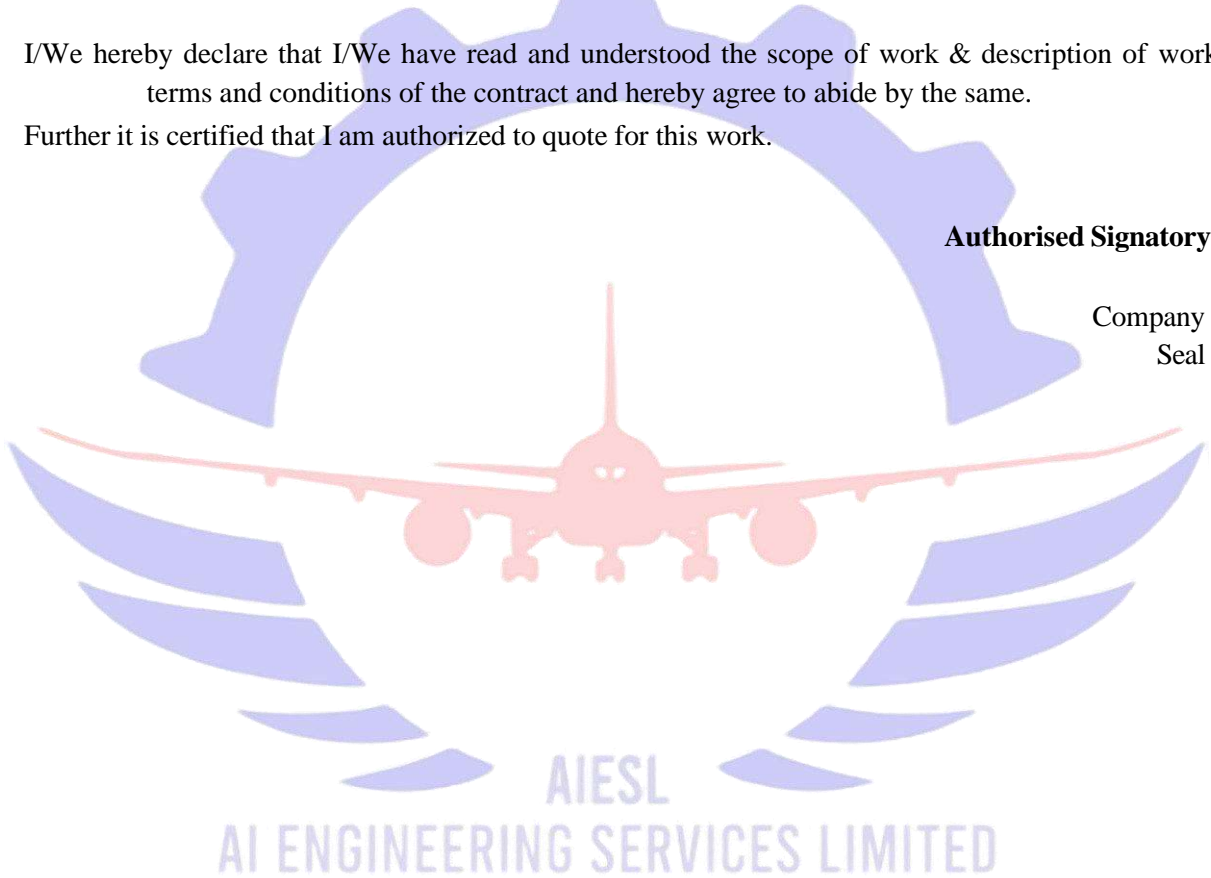 I/We hereby declare that I/We have read and understood the scope of work & description of work
terms and conditions of the contract and hereby agree to abide by the same.
Further it is certified that I am authorized to quote for this work.
Authorised Signatory
Company
Seal
AIESL
AI ENGINEERING SERVICES LIMITED